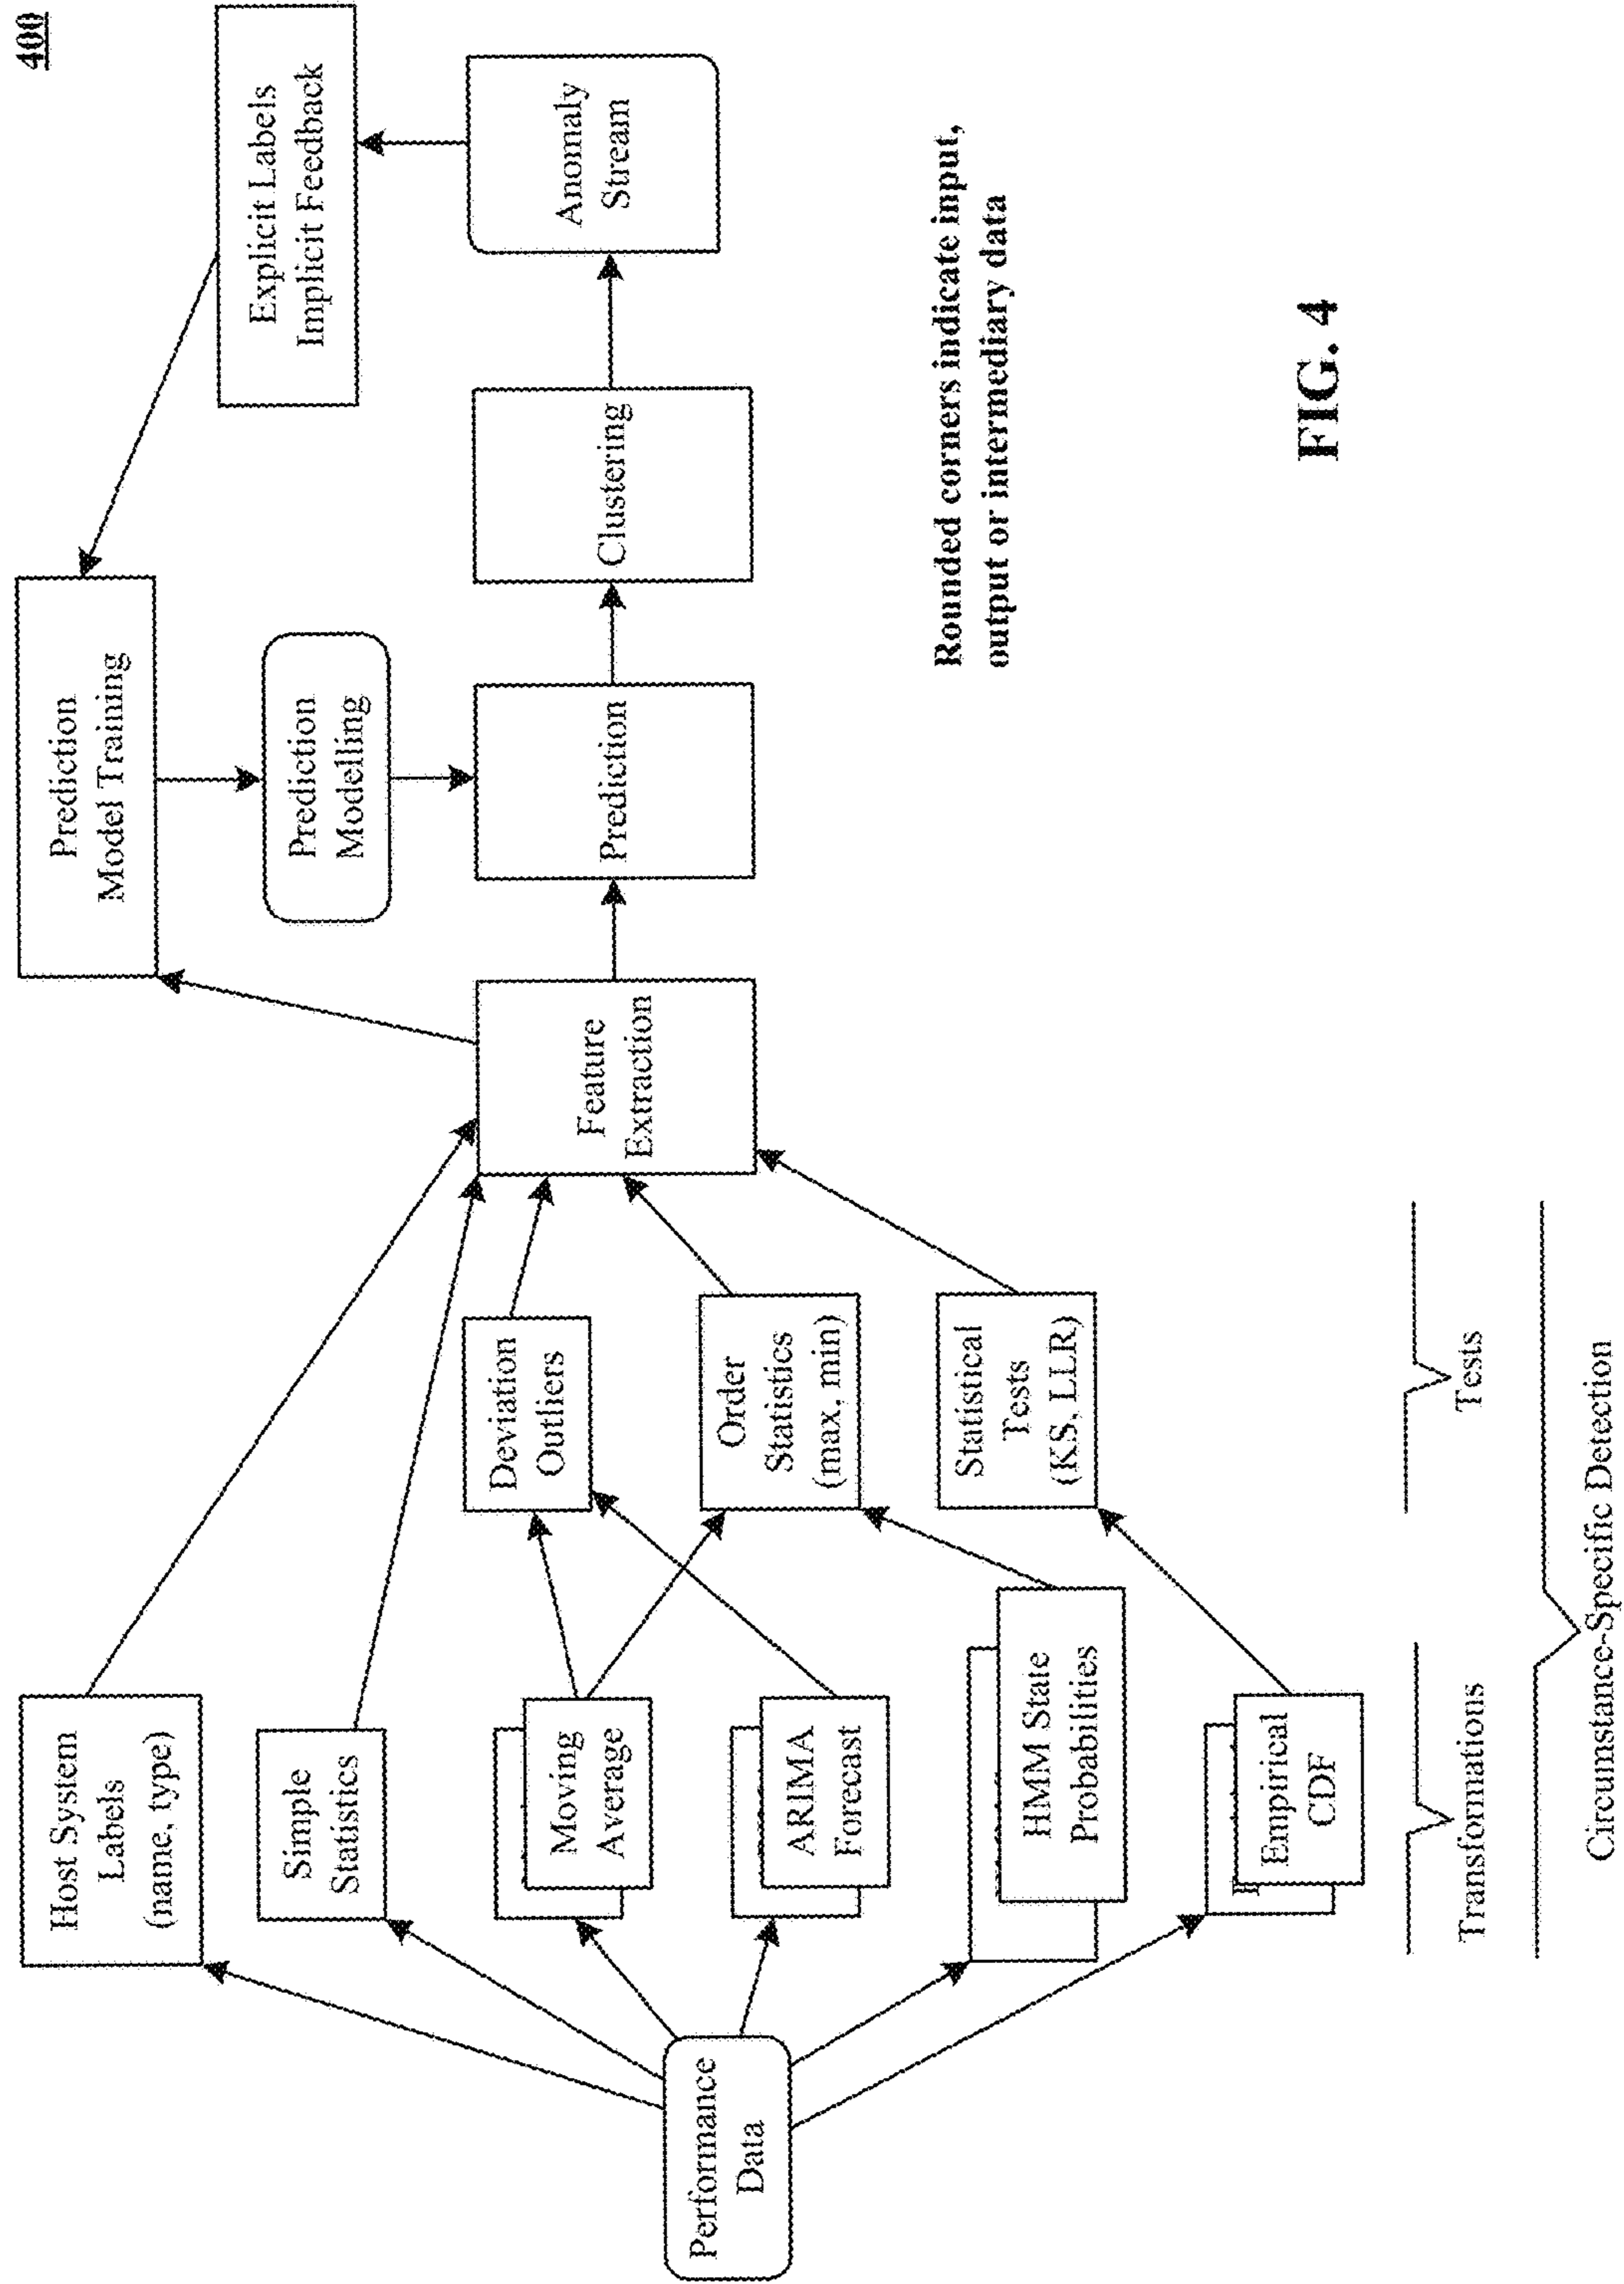 400
Performance
Data
Host System
Labels
(name, type)
Simple
Statistics
Moving
Average
ARIMA
Forecast
HMM State
Probabilities
Empirical
CDF
Deviation
Outliers
Order
Statistics
(max, min)
Statistical
Tests
(KS, LLR)
Feature
Extraction
Prediction
Model Training
Prediction
Modelling
Prediction
Clustering
Explicit Labels
Implicit Feedback
Anomaly
Stream
Rounded corners indicate input,
output or intermediary data
Transformations
Tests
Circumstance-Specific Detection
FIG. 4